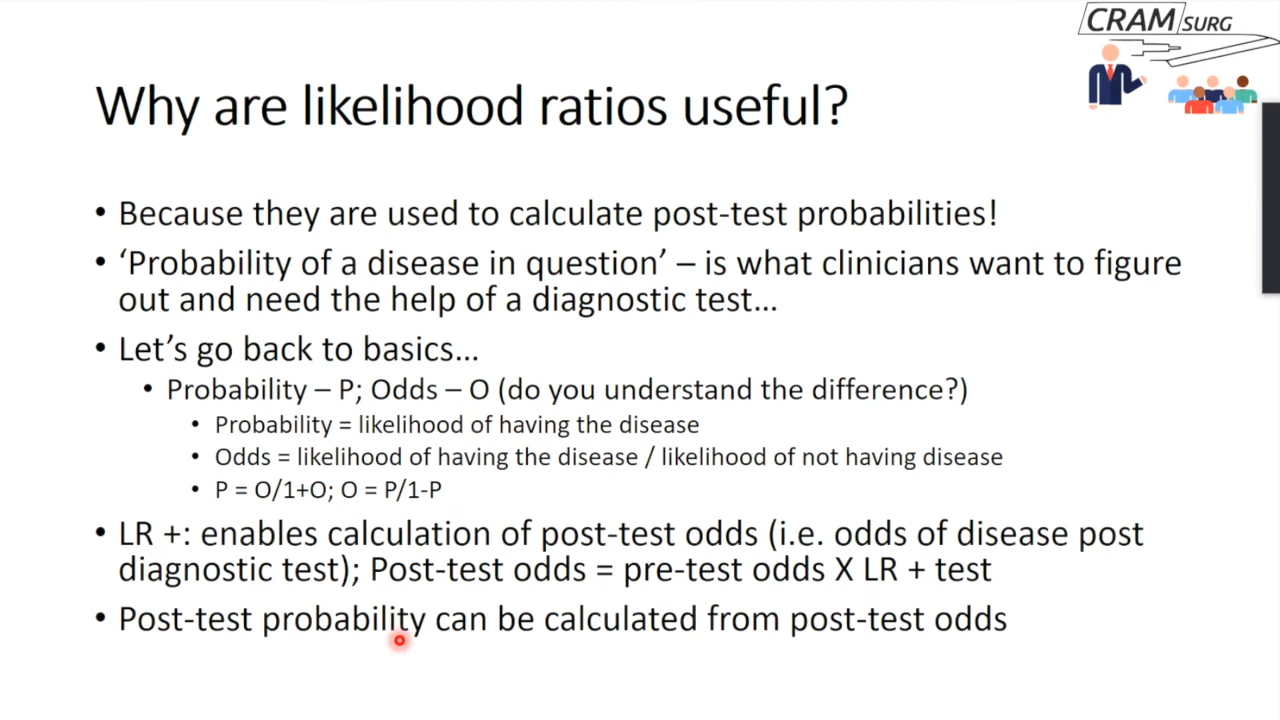 CRAM SURG
Why are likelihood ratios useful?
• Because they are used to calculate post-test probabilities!
• ‘Probability of a disease in question’ – is what clinicians want to figure
out and need the help of a diagnostic test…
• Let’s go back to basics…
• Probability – P; Odds – O (do you understand the difference?)
• Probability = likelihood of having the disease
• Odds = likelihood of having the disease / likelihood of not having disease
• P = O/1+O; O = P/1-P
• LR +: enables calculation of post-test odds (i.e. odds of disease post
diagnostic test); Post-test odds = pre-test odds X LR + test
• Post-test probability can be calculated from post-test odds